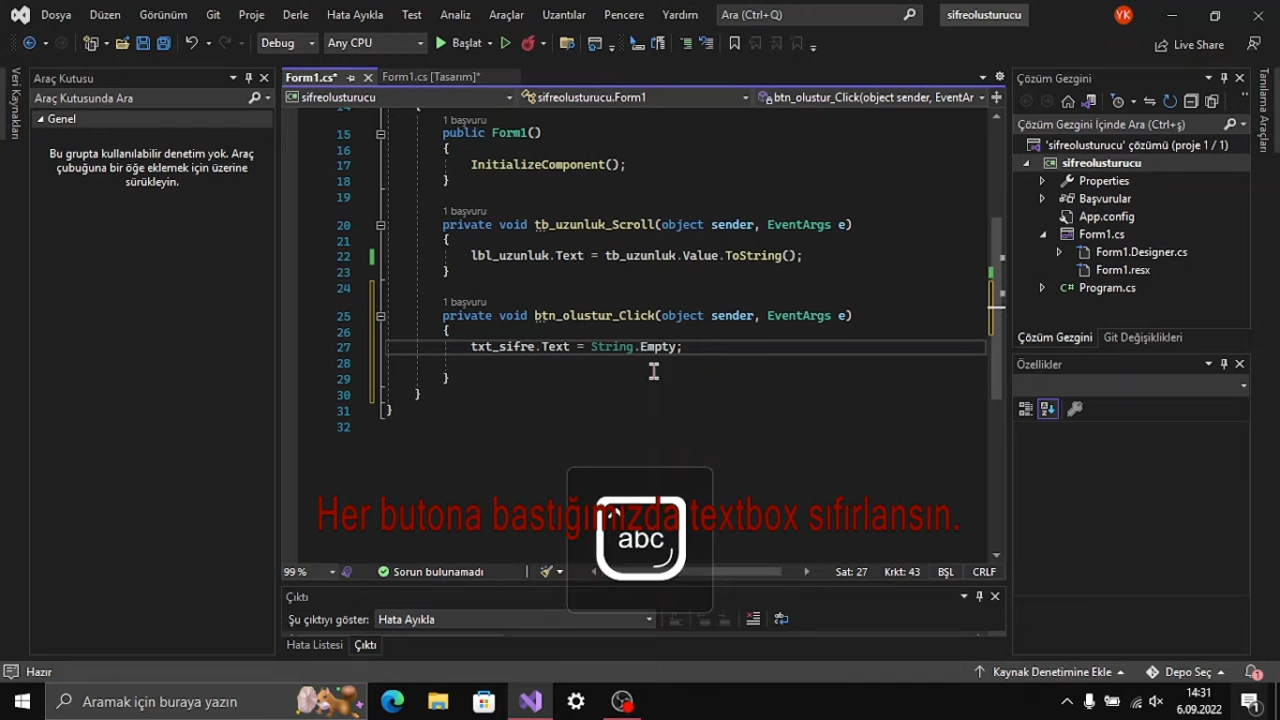 Dosya Düzen Görünüm Git Proje Derle Hata Ayıkla Test Analiz Araçlar Uzantılar Pencere Yardım Ara (Ctrl+Q) sifreolusturucu YK
Debug Any CPU Başlat Live Share
Veri Kaynakları
Araç Kutusu
Araç Kutusunda Ara
Genel
Bu grupta kullanılabilir denetim yok. Araç
çubuğuna bir öğe eklemek için üzerine
sürükleyin.
Form1.cs* Form1.cs [Tasarım]*
sifreolusturucu sifreolusturucu.Form1 btn_olustur_Click(object sender, EventAr
14 {
1 başvuru
15 public Form1()
16 {
17 InitializeComponent();
18 }
19
1 başvuru
20 private void tb_uzunluk_Scroll(object sender, EventArgs e)
21 {
22 lbl_uzunluk.Text = tb_uzunluk.Value.ToString();
23 }
24
1 başvuru
25 private void btn_olustur_Click(object sender, EventArgs e)
26 {
27 txt_sifre.Text = String.Empty;
28
29 }
30 }
31 }
32
Her butona bastığımızda textbox sıfırlansın.
abc
99 % Sorun bulunamadı Sat: 27 Krkt: 43 BŞL CRLF
Çıktı
Şu çıktıyı göster: Hata Ayıkla
Hata Listesi Çıktı
Çözüm Gezgini
Çözüm Gezgini İçinde Ara (Ctrl+ş)
'sifreolusturucu' çözümü (proje 1 / 1)
sifreolusturucu
Properties
Başvurular
App.config
Form1.cs
Form1.Designer.cs
Form1.resx
Program.cs
Çözüm Gezgini Git Değişiklikleri
Özellikler
Tanılama Araçları
Hazır Kaynak Denetimine Ekle Depo Seç 1
Aramak için buraya yazın 14:31
6.09.2022 1